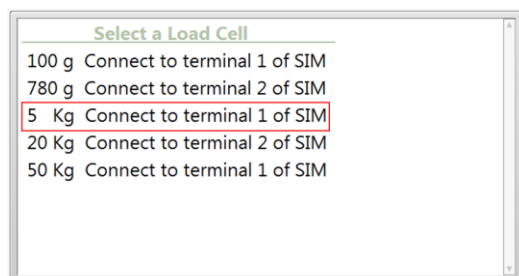 Select a Load Cell
100 g Connect to terminal 1 of SIM
780 g Connect to terminal 2 of SIM
5 Kg Connect to terminal 1 of SIM
20 Kg Connect to terminal 2 of SIM
50 Kg Connect to terminal 1 of SIM